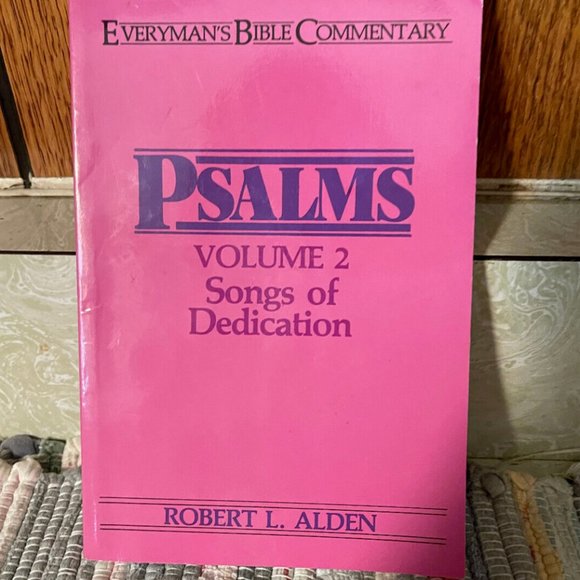 EVERYMAN'S BIBLE COMMENTARY
PSALMS
VOLUME 2
Songs of
Dedication
ROBERT L. ALDEN